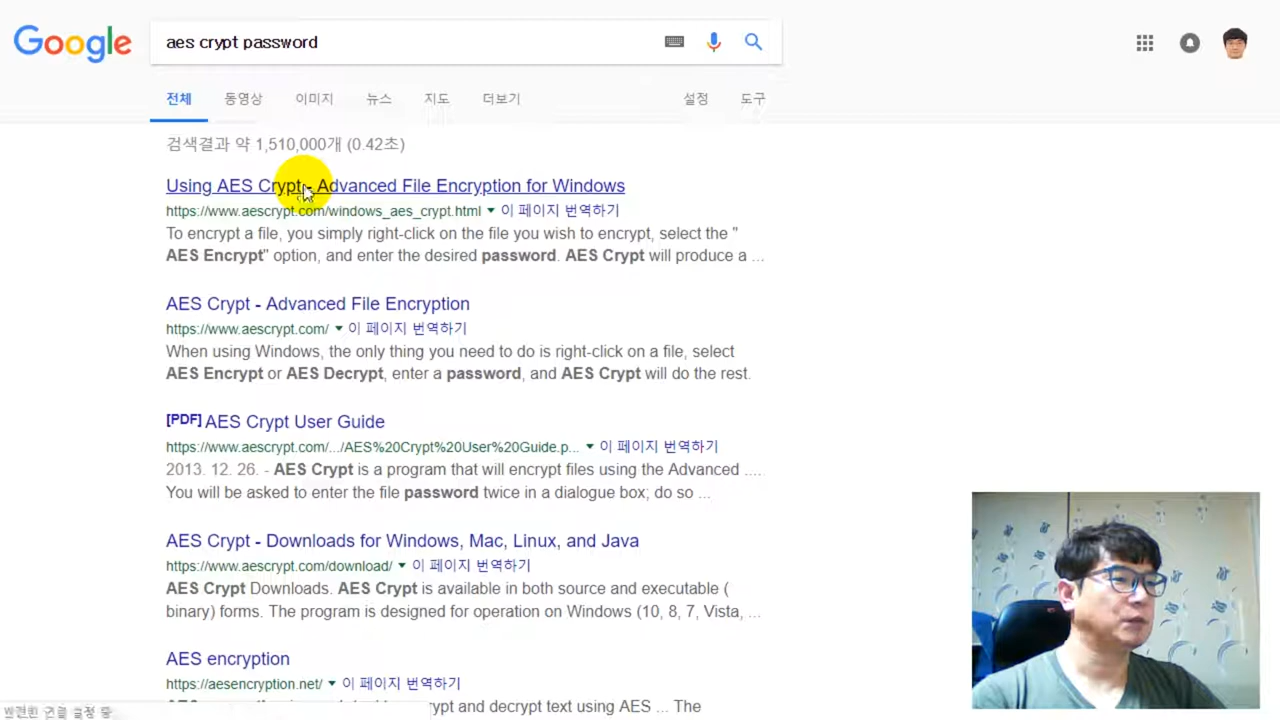 Google
aes crypt password
전체 동영상 이미지 뉴스 지도 더보기 설정 도구
검색결과 약 1,510,000개 (0.42초)
Using AES Crypt - Advanced File Encryption for Windows
https://www.aescrypt.com/windows_aes_crypt.html ▼ 이 페이지 번역하기
To encrypt a file, you simply right-click on the file you wish to encrypt, select the "
AES Encrypt" option, and enter the desired password. AES Crypt will produce a ...
AES Crypt - Advanced File Encryption
https://www.aescrypt.com/ ▼ 이 페이지 번역하기
When using Windows, the only thing you need to do is right-click on a file, select
AES Encrypt or AES Decrypt, enter a password, and AES Crypt will do the rest.
[PDF] AES Crypt User Guide
https://www.aescrypt.com/.../AES%20Crypt%20User%20Guide.p... ▼ 이 페이지 번역하기
2013. 12. 26. - AES Crypt is a program that will encrypt files using the Advanced ....
You will be asked to enter the file password twice in a dialogue box; do so ...
AES Crypt - Downloads for Windows, Mac, Linux, and Java
https://www.aescrypt.com/download/ ▼ 이 페이지 번역하기
AES Crypt Downloads. AES Crypt is available in both source and executable (
binary) forms. The program is designed for operation on Windows (10, 8, 7, Vista, ...
AES encryption
https://aesencryption.net/ ▼ 이 페이지 번역하기
crypt and decrypt text using AES ... The